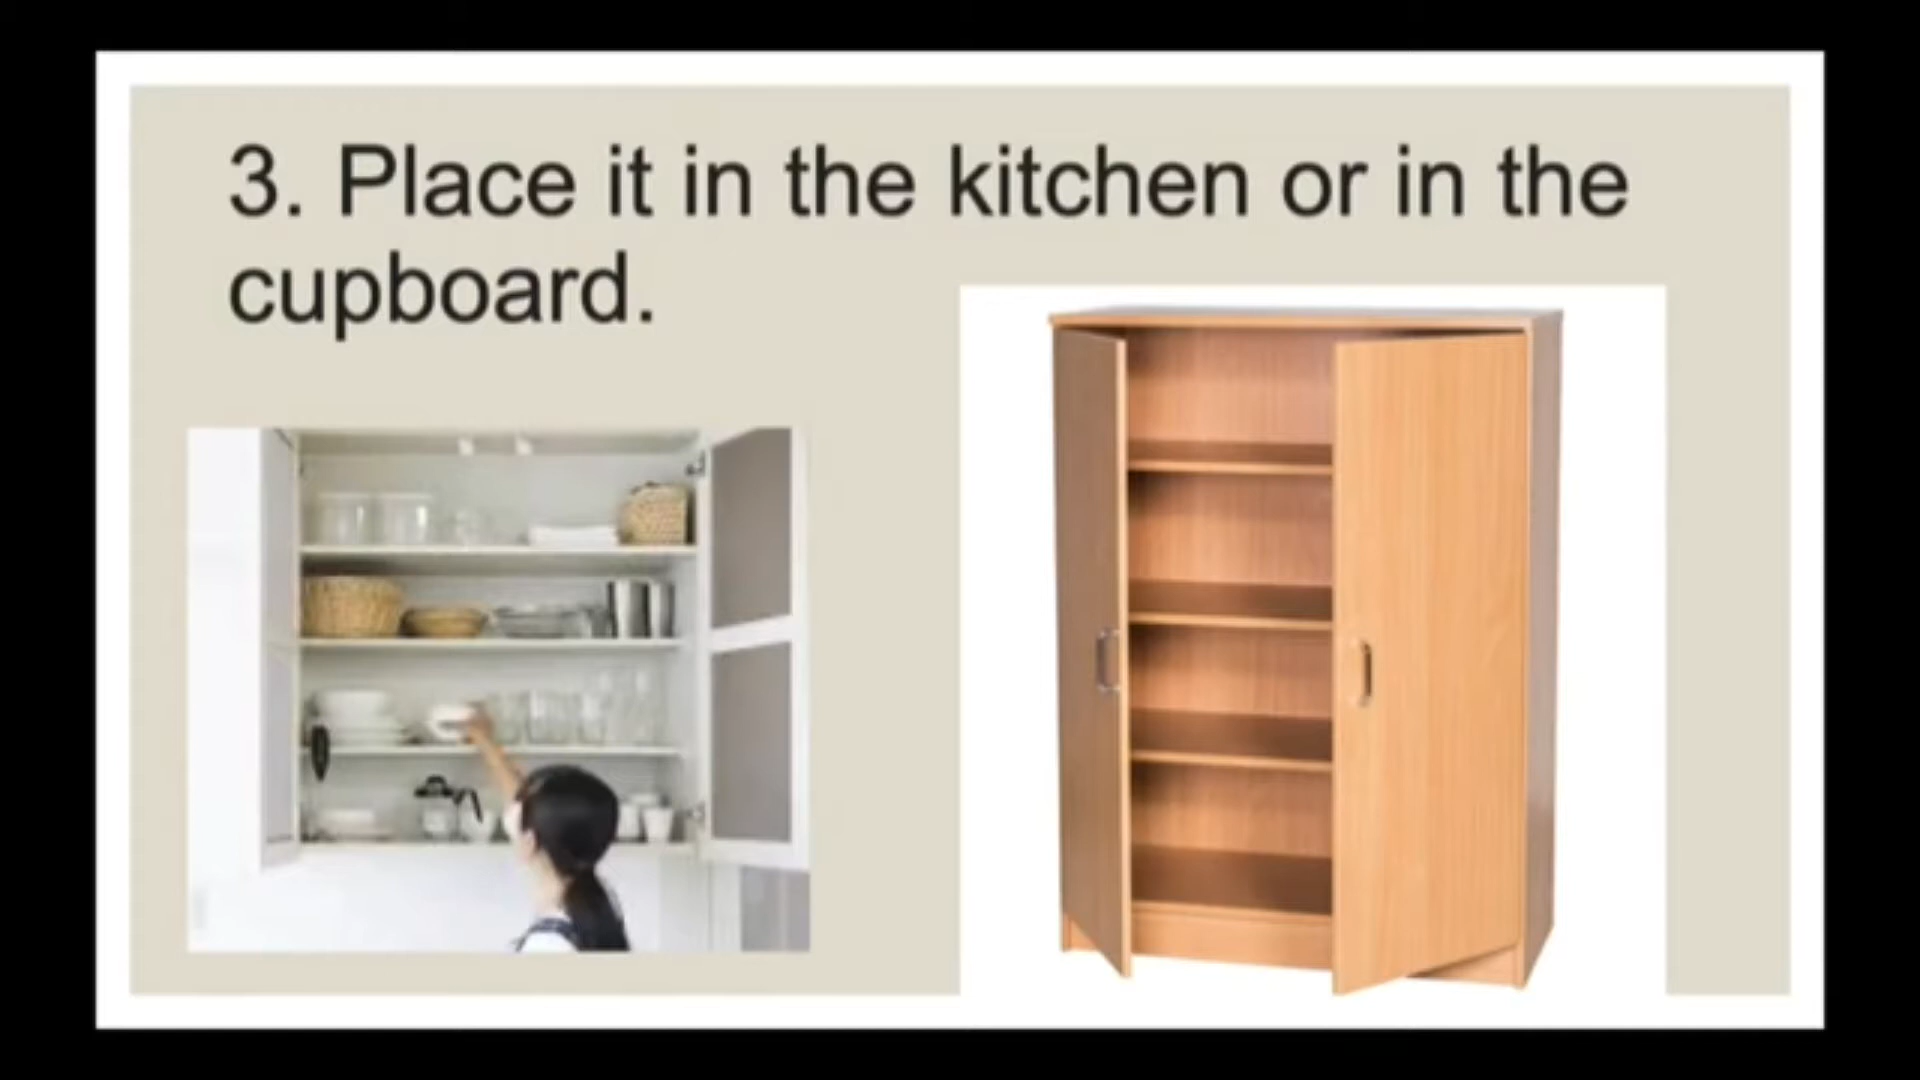 3. Place it in the kitchen or in the
cupboard.